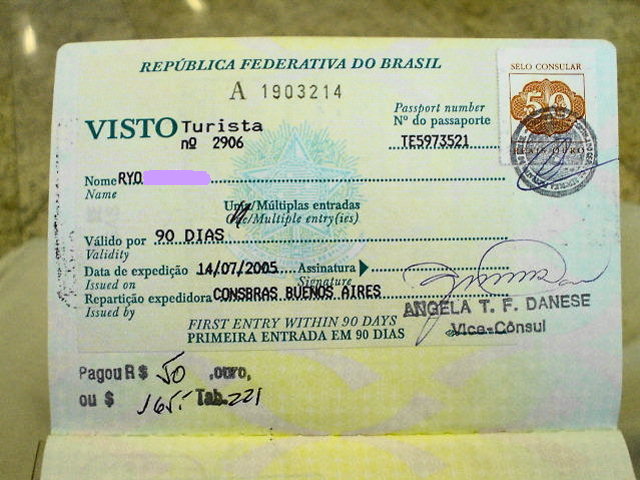 REPÚBLICA FEDERATIVA DO BRASIL
SELO CONSULAR
50
REAIS OURO
A 1903214
Passport number
Nº do passaporte
TE5973521
VISTO Turista
nº 2906
Nome RYO
Name
Uma/Múltiplas entradas
One/Multiple entry(ies)
Válido por 90 DIAS
Validity
Data de expedição 14/07/2005 Assinatura
Issued on Signature
Repartição expedidora CONSBRAS BUENOS AIRES
Issued by
ANGELA T. F. DANESE
Vice-Cônsul
FIRST ENTRY WITHIN 90 DAYS
PRIMEIRA ENTRADA EM 90 DIAS
Pagou R$ 50 ,ouro,
ou $ 165.- Tab. 221